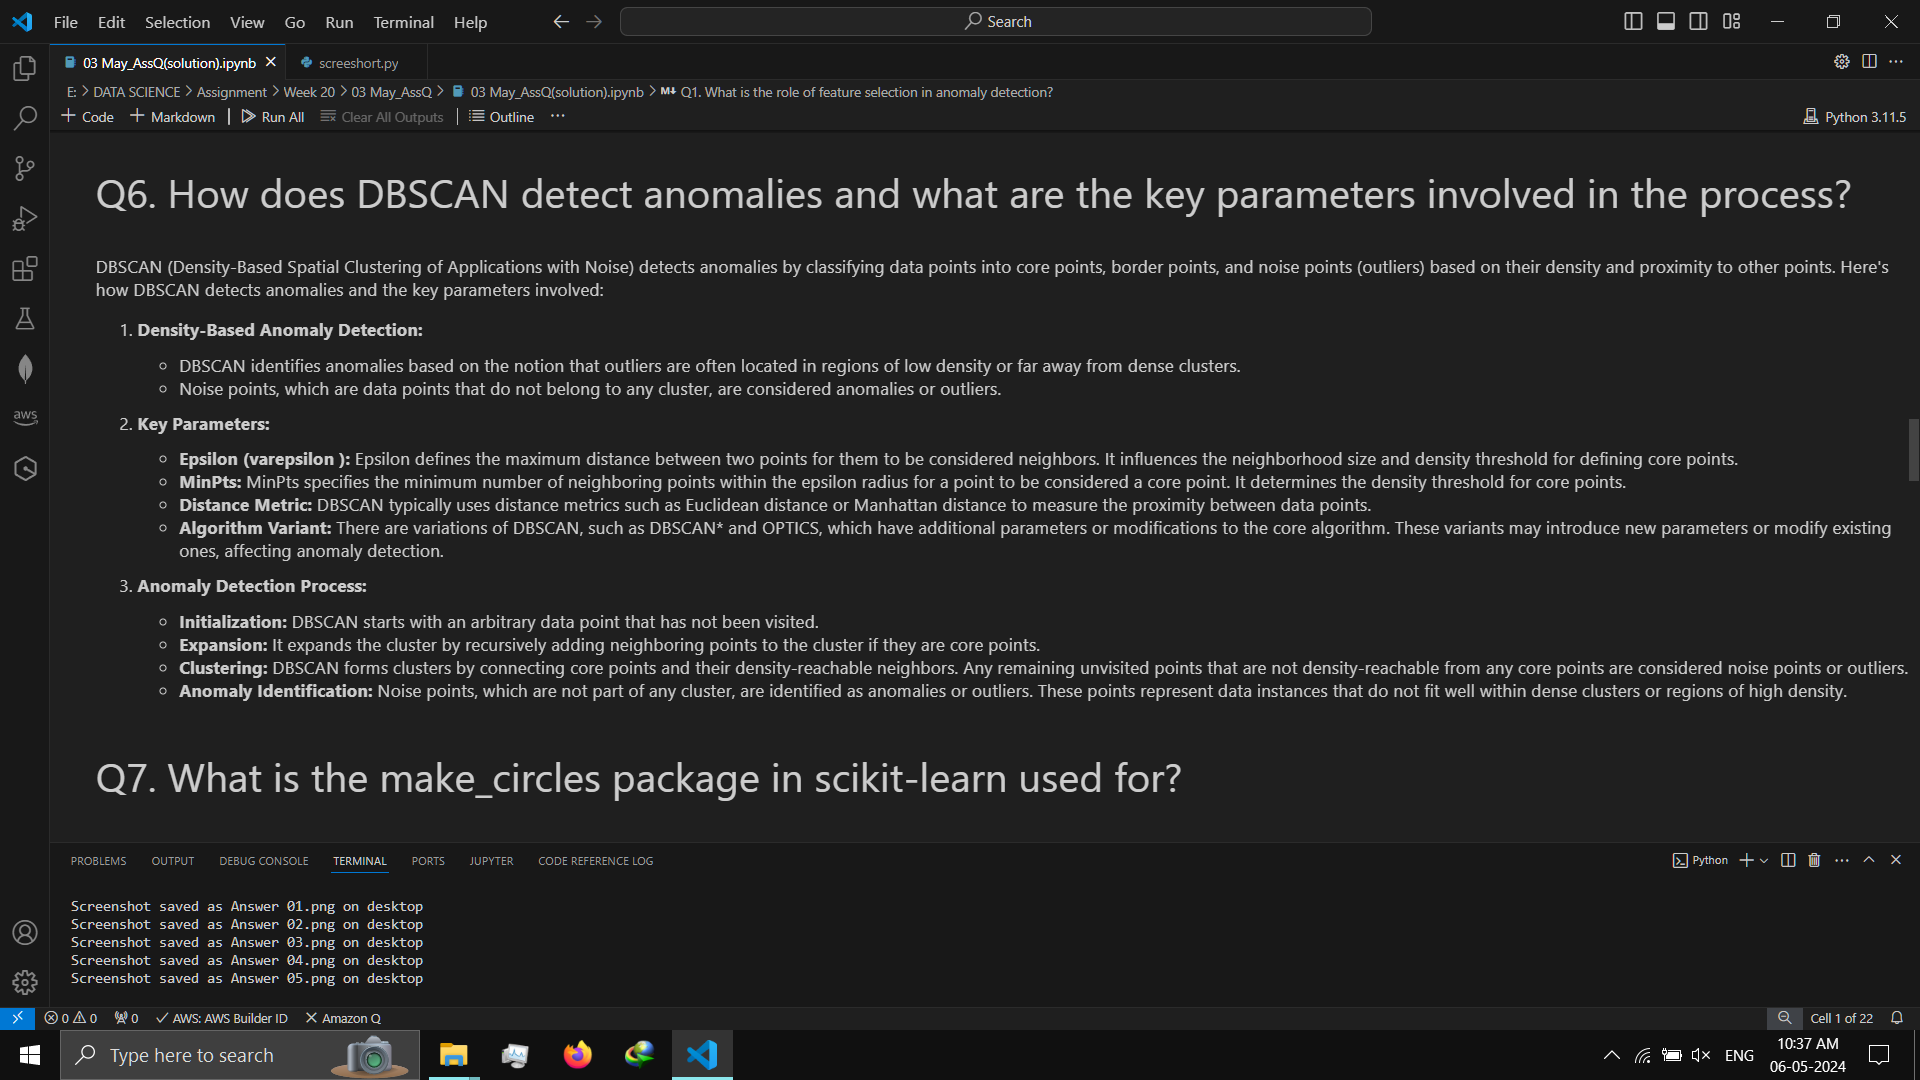 File Edit Selection View Go Run Terminal Help
Search
03 May_AssQ(solution).ipynb
screeshort.py
E: > DATA SCIENCE > Assignment > Week 20 > 03 May_AssQ > 03 May_AssQ(solution).ipynb > M↓ Q1. What is the role of feature selection in anomaly detection?
+ Code + Markdown | Run All Clear All Outputs | Outline ...
Python 3.11.5
Q6. How does DBSCAN detect anomalies and what are the key parameters involved in the process?
DBSCAN (Density-Based Spatial Clustering of Applications with Noise) detects anomalies by classifying data points into core points, border points, and noise points (outliers) based on their density and proximity to other points. Here's
how DBSCAN detects anomalies and the key parameters involved:
1. Density-Based Anomaly Detection:
DBSCAN identifies anomalies based on the notion that outliers are often located in regions of low density or far away from dense clusters.
Noise points, which are data points that do not belong to any cluster, are considered anomalies or outliers.
2. Key Parameters:
Epsilon (varepsilon ): Epsilon defines the maximum distance between two points for them to be considered neighbors. It influences the neighborhood size and density threshold for defining core points.
MinPts: MinPts specifies the minimum number of neighboring points within the epsilon radius for a point to be considered a core point. It determines the density threshold for core points.
Distance Metric: DBSCAN typically uses distance metrics such as Euclidean distance or Manhattan distance to measure the proximity between data points.
Algorithm Variant: There are variations of DBSCAN, such as DBSCAN* and OPTICS, which have additional parameters or modifications to the core algorithm. These variants may introduce new parameters or modify existing
ones, affecting anomaly detection.
3. Anomaly Detection Process:
Initialization: DBSCAN starts with an arbitrary data point that has not been visited.
Expansion: It expands the cluster by recursively adding neighboring points to the cluster if they are core points.
Clustering: DBSCAN forms clusters by connecting core points and their density-reachable neighbors. Any remaining unvisited points that are not density-reachable from any core points are considered noise points or outliers.
Anomaly Identification: Noise points, which are not part of any cluster, are identified as anomalies or outliers. These points represent data instances that do not fit well within dense clusters or regions of high density.
Q7. What is the make_circles package in scikit-learn used for?
aws
PROBLEMS OUTPUT DEBUG CONSOLE TERMINAL PORTS JUPYTER CODE REFERENCE LOG
Python
Screenshot saved as Answer 01.png on desktop
Screenshot saved as Answer 02.png on desktop
Screenshot saved as Answer 03.png on desktop
Screenshot saved as Answer 04.png on desktop
Screenshot saved as Answer 05.png on desktop
0 0 0 AWS: AWS Builder ID Amazon Q
Cell 1 of 22
Type here to search
ENG
10:37 AM
06-05-2024